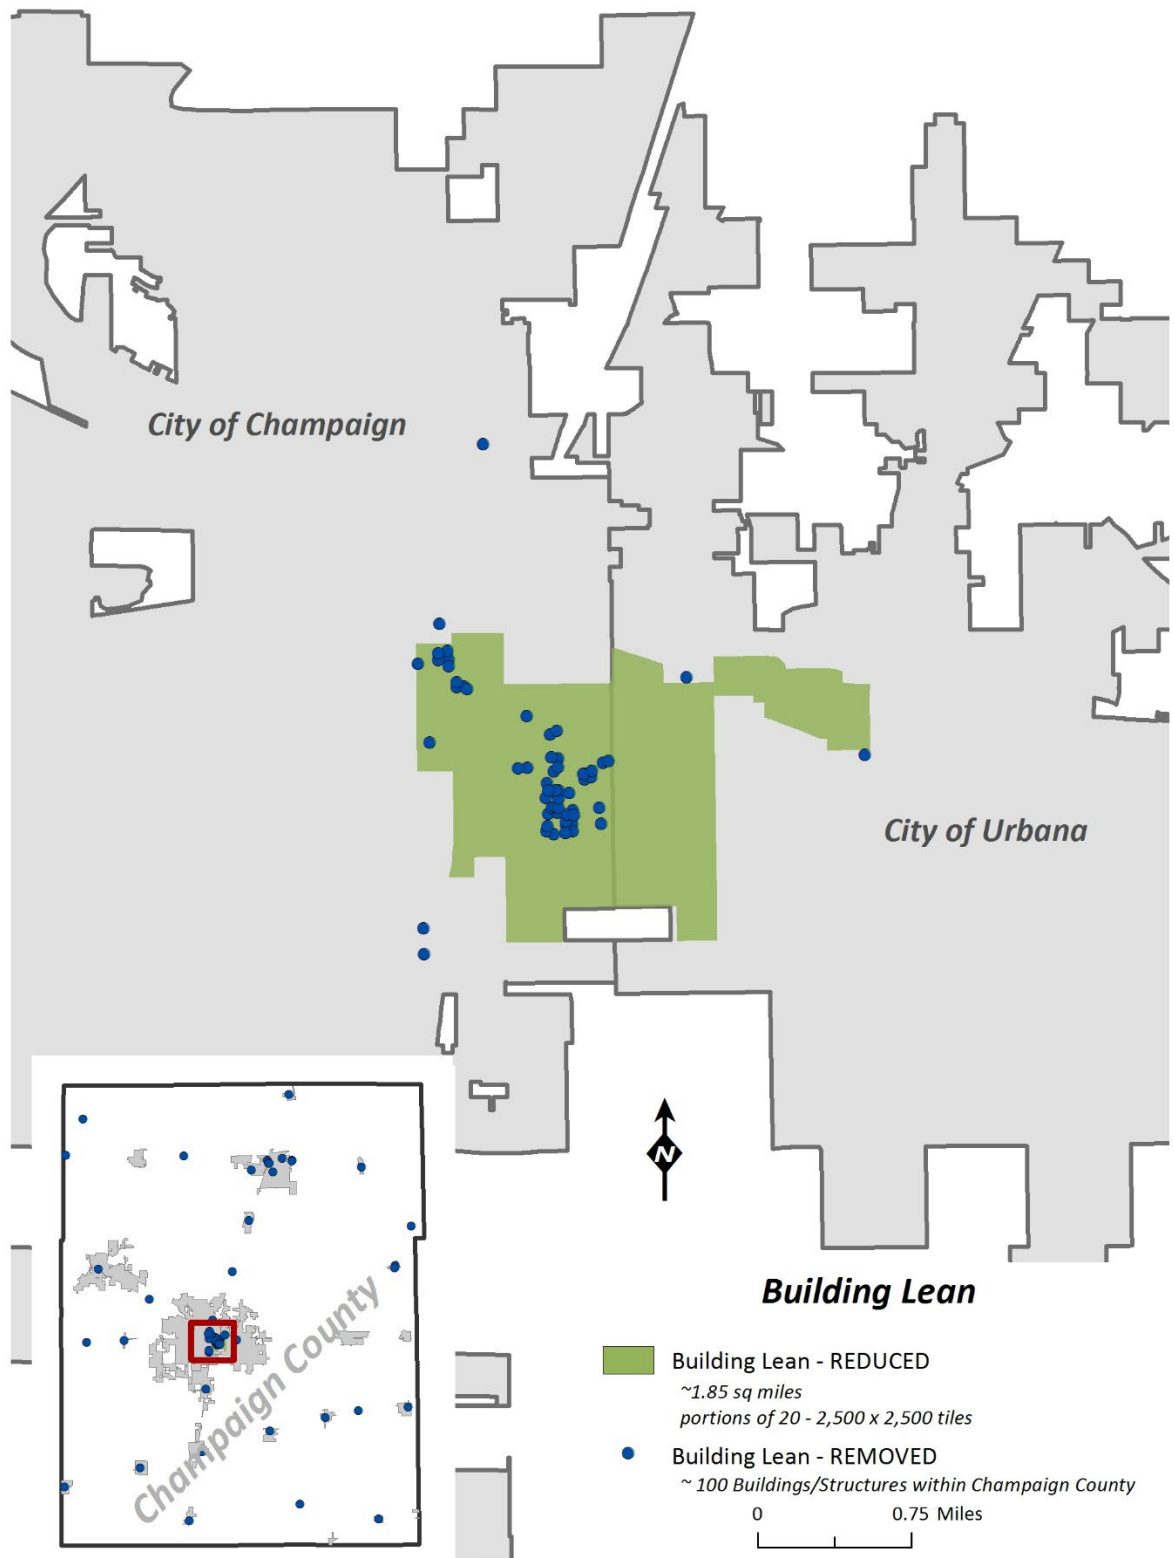 City of Champaign
City of Urbana
N
Champaign County
Building Lean
Building Lean - REDUCED
~1.85 sq miles
portions of 20 - 2,500 x 2,500 tiles
Building Lean - REMOVED
~ 100 Buildings/Structures within Champaign County
0 0.75 Miles